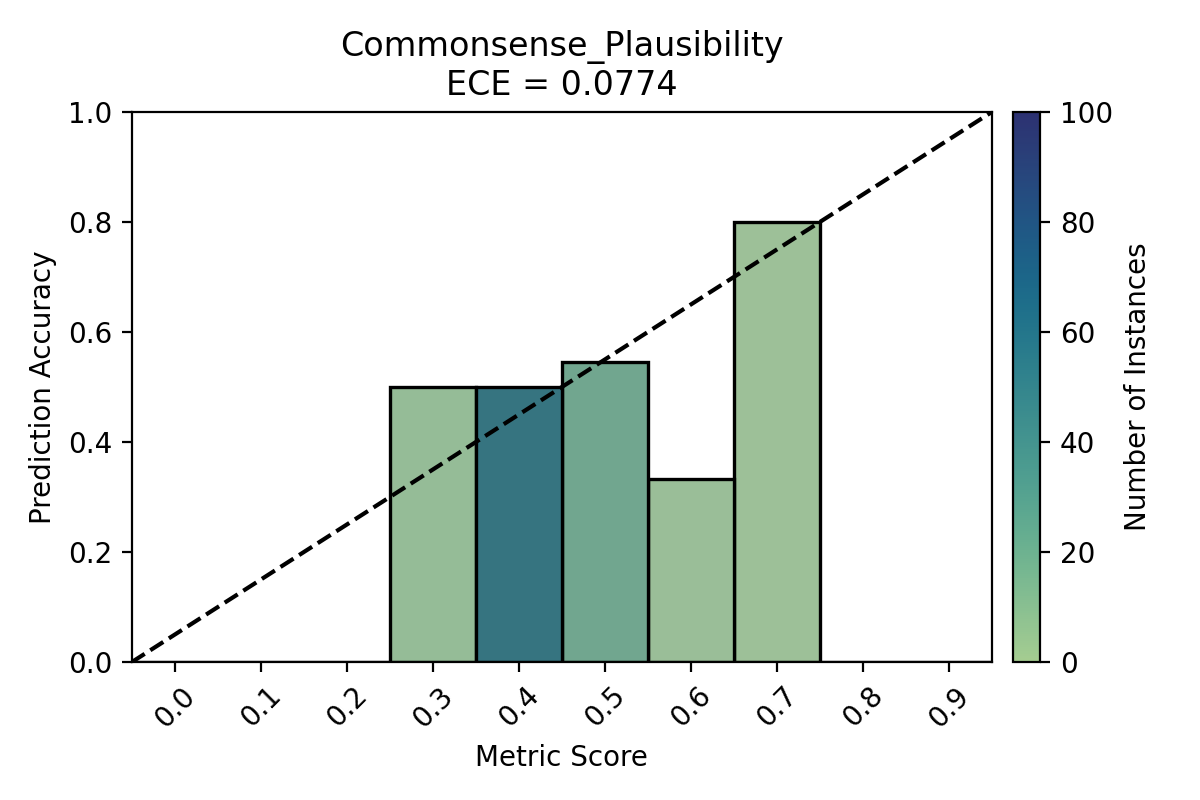 Commonsense_Plausibility
ECE = 0.0774
Prediction Accuracy
1.0
0.8
0.6
0.4
0.2
0.0
0.0 0.1 0.2 0.3 0.4 0.5 0.6 0.7 0.8 0.9
Metric Score
100
80
60
40
20
0
Number of Instances